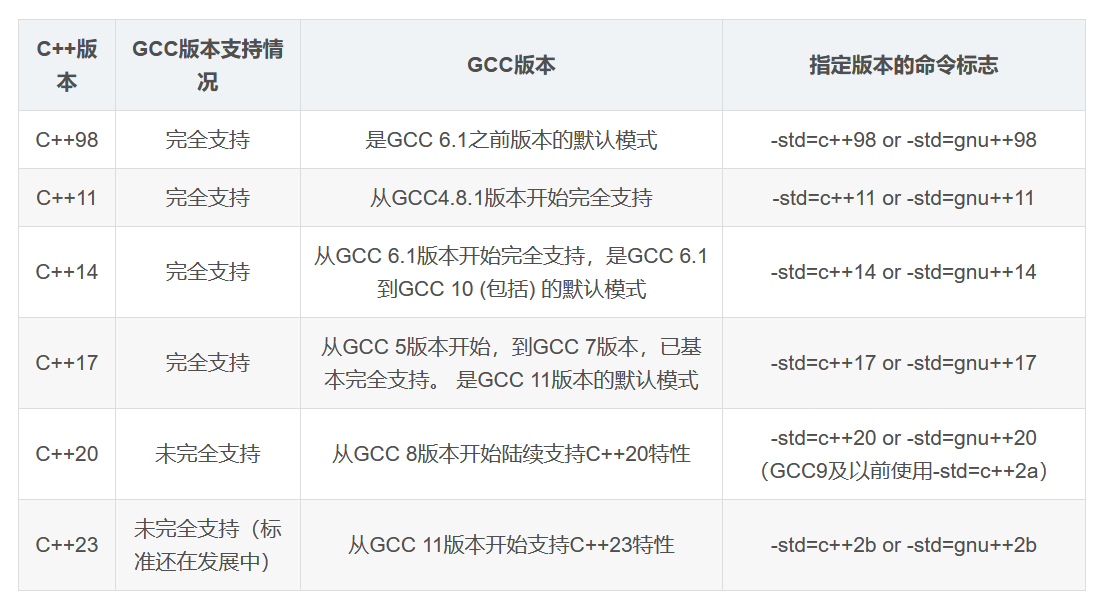 C++版
本
GCC版本支持情
况
GCC版本
指定版本的命令标志
C++98
完全支持
是GCC 6.1之前版本的默认模式
-std=c++98 or -std=gnu++98
C++11
完全支持
从GCC4.8.1版本开始完全支持
-std=c++11 or -std=gnu++11
C++14
完全支持
从GCC 6.1版本开始完全支持，是GCC 6.1
到GCC 10 (包括) 的默认模式
-std=c++14 or -std=gnu++14
C++17
完全支持
从GCC 5版本开始，到GCC 7版本，已基
本完全支持。 是GCC 11版本的默认模式
-std=c++17 or -std=gnu++17
C++20
未完全支持
从GCC 8版本开始陆续支持C++20特性
-std=c++20 or -std=gnu++20
（GCC9及以前使用-std=c++2a）
C++23
未完全支持（标
准还在发展中）
从GCC 11版本开始支持C++23特性
-std=c++2b or -std=gnu++2b